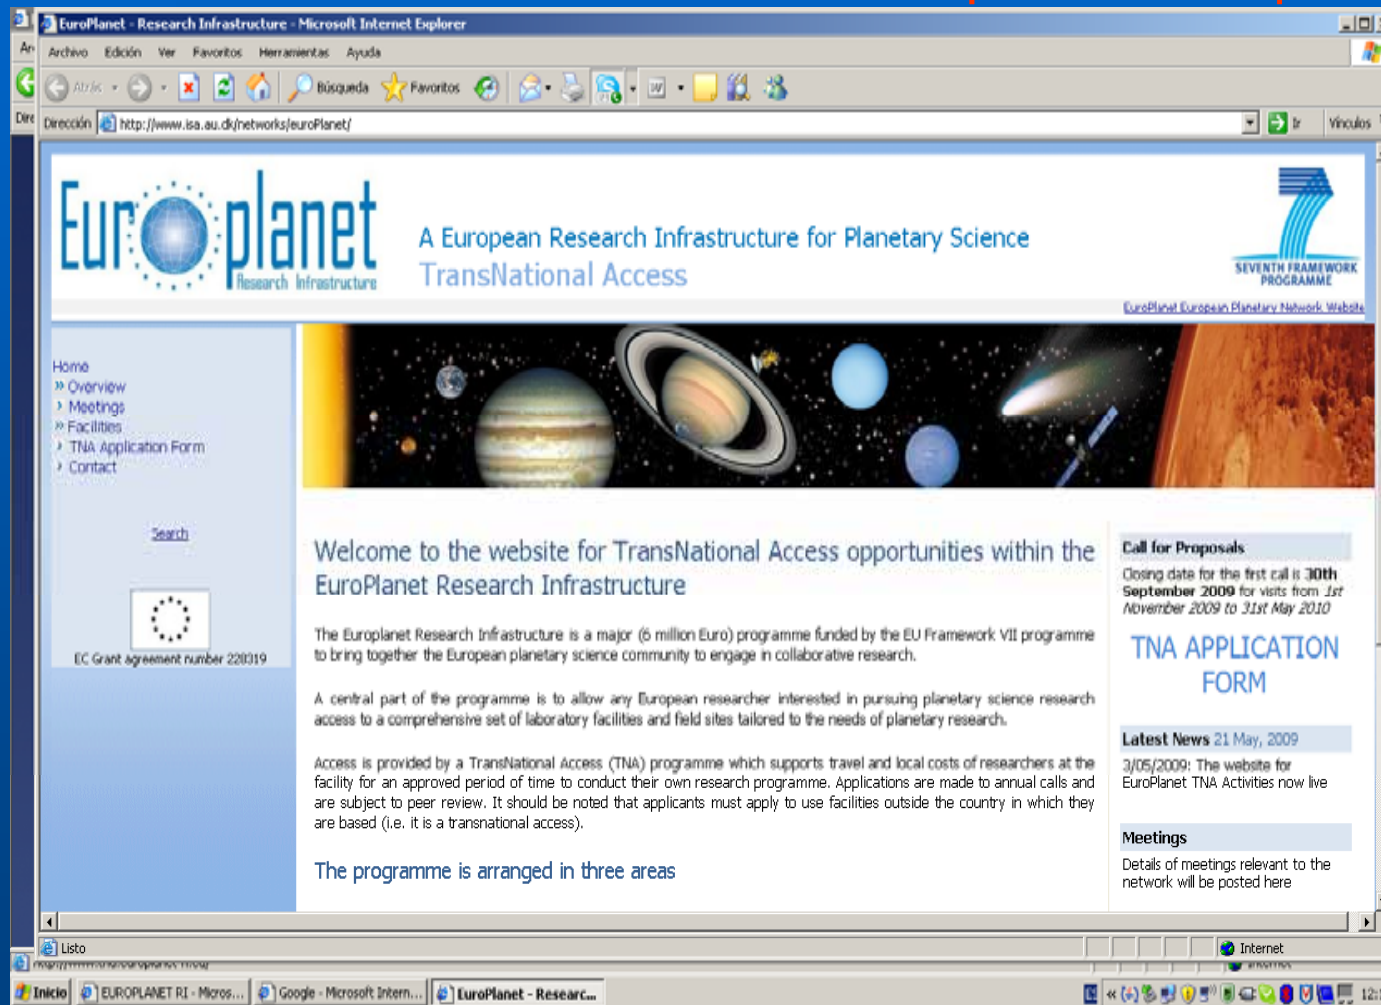 EuroPlanet - Research Infrastructure - Microsoft Internet Explorer
Archivo Edición Ver Favoritos Herramientas Ayuda
Atrás Búsqueda Favoritos
Dirección http://www.isa.au.dk/networks/euroPlanet/ Ir Vínculos
Europlanet
Research Infrastructure
A European Research Infrastructure for Planetary Science
TransNational Access
SEVENTH FRAMEWORK
PROGRAMME
EuroPlanet European Planetary Network Website
Home
» Overview
› Meetings
» Facilities
› TNA Application Form
› Contact
Search
EC Grant agreement number 228319
Welcome to the website for TransNational Access opportunities within the
EuroPlanet Research Infrastructure
The Europlanet Research Infrastructure is a major (6 million Euro) programme funded by the EU Framework VII programme
to bring together the European planetary science community to engage in collaborative research.
A central part of the programme is to allow any European researcher interested in pursuing planetary science research
access to a comprehensive set of laboratory facilities and field sites tailored to the needs of planetary research.
Access is provided by a TransNational Access (TNA) programme which supports travel and local costs of researchers at the
facility for an approved period of time to conduct their own research programme. Applications are made to annual calls and
are subject to peer review. It should be noted that applicants must apply to use facilities outside the country in which they
are based (i.e. it is a transnational access).
The programme is arranged in three areas
Call for Proposals
Closing date for the first call is 30th
September 2009 for visits from 1st
November 2009 to 31st May 2010
TNA APPLICATION
FORM
Latest News 21 May, 2009
3/05/2009: The website for
EuroPlanet TNA Activities now live
Meetings
Details of meetings relevant to the
network will be posted here
Listo Internet
Inicio EUROPLANET RI - Micros... Google - Microsoft Intern... EuroPlanet - Researc...